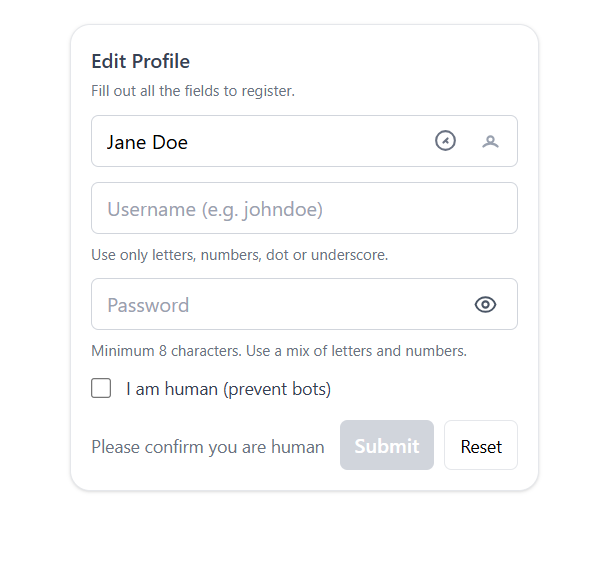 Edit Profile
Fill out all the fields to register.
Jane Doe
Username (e.g. johndoe)
Use only letters, numbers, dot or underscore.
Password
Minimum 8 characters. Use a mix of letters and numbers.
I am human (prevent bots)
Please confirm you are human Submit Reset